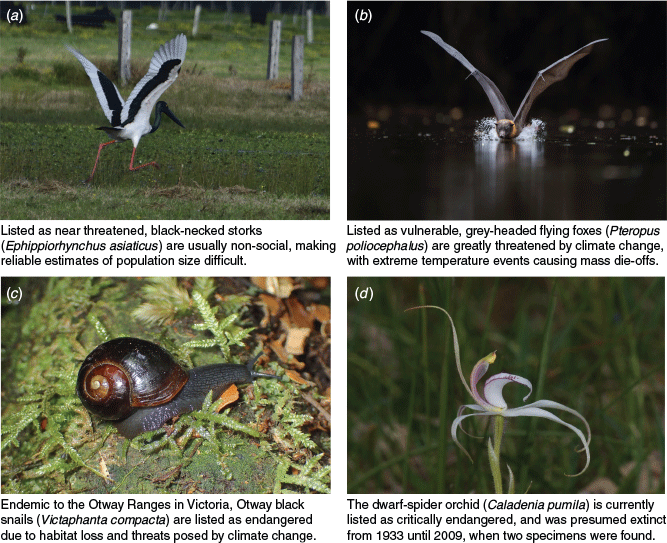 (a)
(b)
Listed as near threatened, black-necked storks
(Ephippiorhynchus asiaticus) are usually non-social, making
reliable estimates of population size difficult.
Listed as vulnerable, grey-headed flying foxes (Pteropus
poliocephalus) are greatly threatened by climate change,
with extreme temperature events causing mass die-offs.
(c)
(d)
Endemic to the Otway Ranges in Victoria, Otway black
snails (Victaphanta compacta) are listed as endangered
due to habitat loss and threats posed by climate change.
The dwarf-spider orchid (Caladenia pumila) is currently
listed as critically endangered, and was presumed extinct
from 1933 until 2009, when two specimens were found.